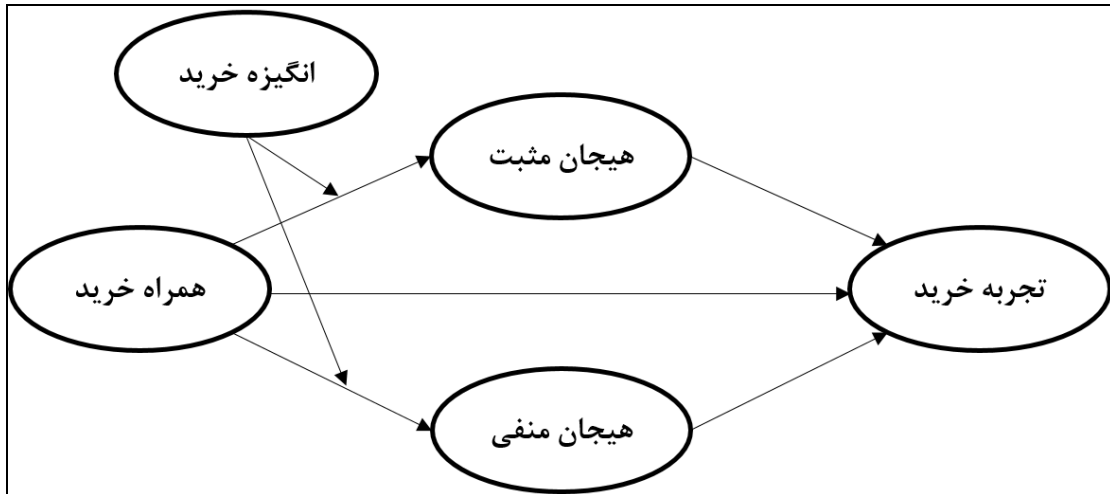 انگیزه خرید
هیجان مثبت
همراه خرید
تجربه خرید
هیجان منفی